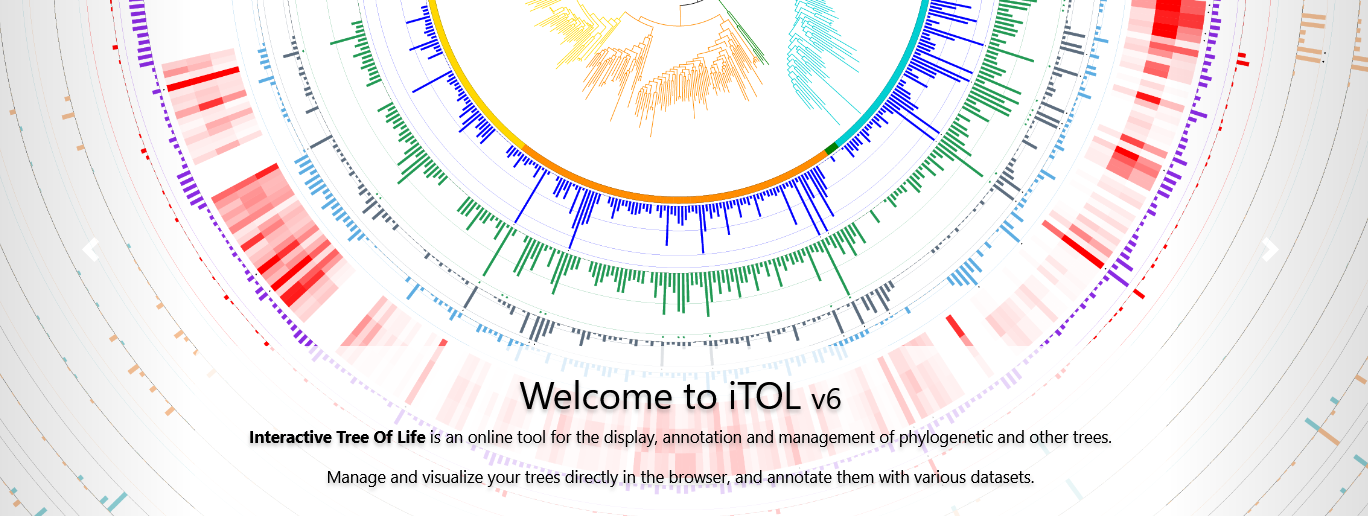 Welcome to iTOL v6
Interactive Tree Of Life is an online tool for the display, annotation and management of phylogenetic and other trees.
Manage and visualize your trees directly in the browser, and annotate them with various datasets.